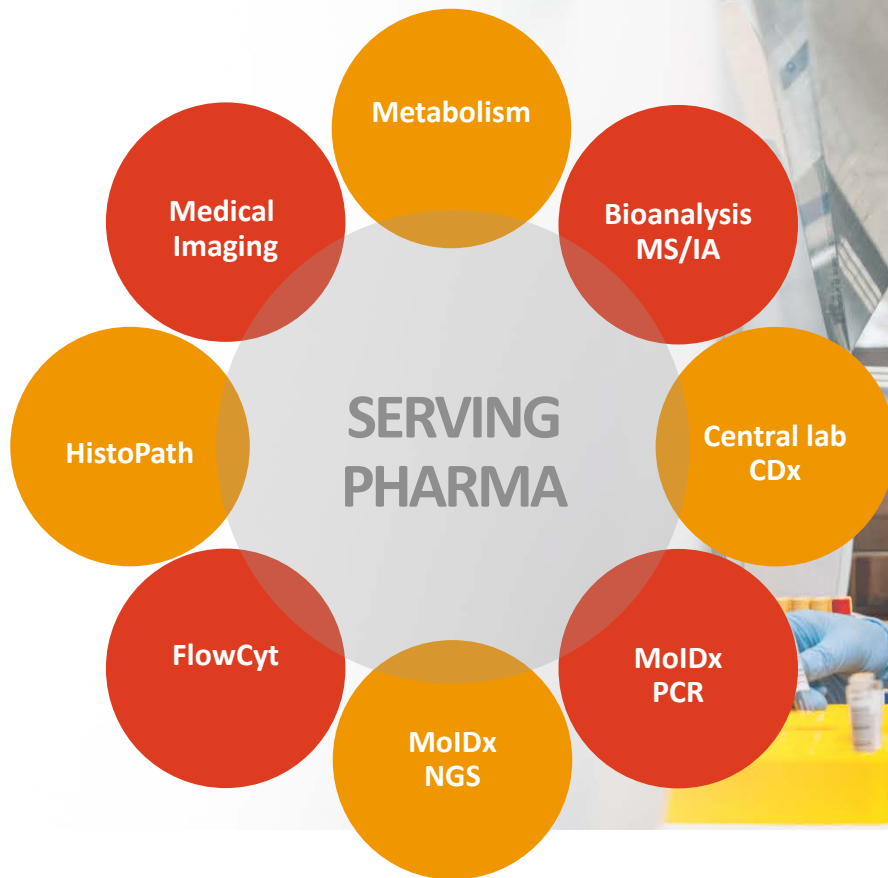 Metabolism
Bioanalysis
MS/IA
Central lab
CDx
MolDx
PCR
MolDx
NGS
FlowCyt
HistoPath
Medical
Imaging
SERVING
PHARMA